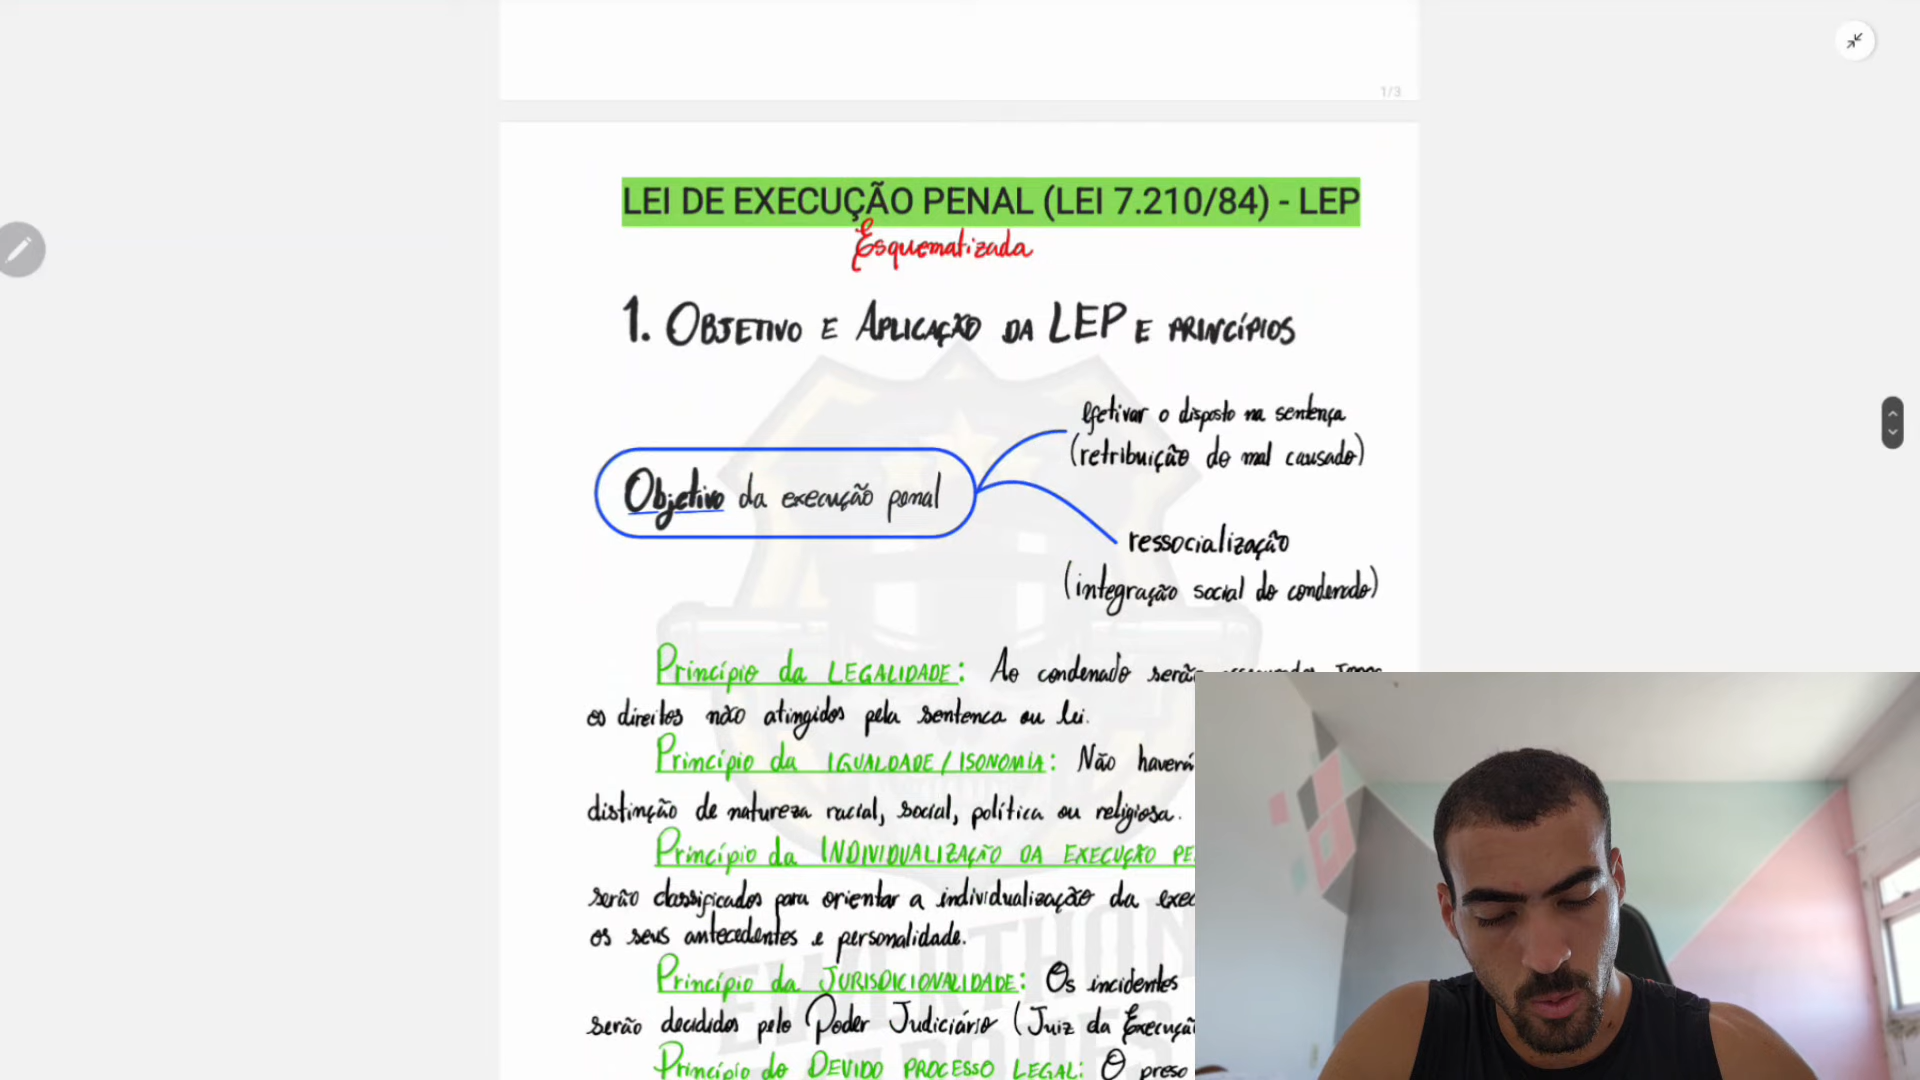 1/3
LEI DE EXECUÇÃO PENAL (LEI 7.210/84) - LEP
Esquematizada
1. OBJETIVO E APLICAÇÃO DA LEP E PRINCÍPIOS
efetivar o disposto na sentença
(retribuição do mal causado)
Objetivo da execução penal
ressocialização
(integração social do condenado)
Princípio da LEGALIDADE: Ao condenado serão
os direitos não atingidos pela sentenca ou lei.
Princípio da IGUALDADE/ISONOMIA: Não haverá
distinção de natureza racial, social, política ou religiosa.
Princípio da INDIVIDUALIZAÇÃO DA EXECUÇÃO PE
serão classificados para orientar a individualização da exec
os seus antecedentes e personalidade.
Princípio da JURISDICIONALIDADE: Os incidentes
serão decididos pelo Poder Judiciário (Juiz da Execuçã
Princípio do DEVIDO PROCESSO LEGAL: O preso